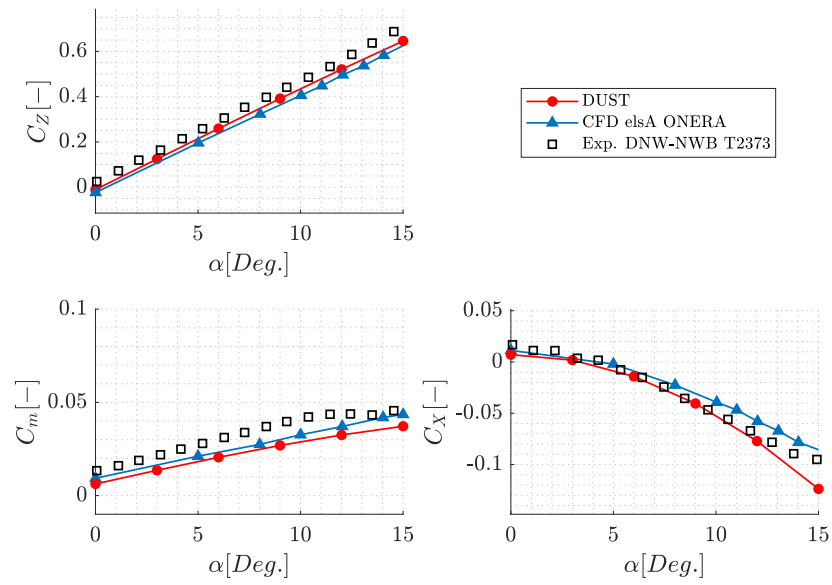 0.6
0.4
0.2
0
C_Z[−]
0 5 10 15
α[Deg.]
DUST
CFD elsA ONERA
Exp. DNW-NWB T2373
0.1
0.05
0
C_m[−]
0 5 10 15
α[Deg.]
0.05
0
-0.05
-0.1
C_X[−]
0 5 10 15
α[Deg.]